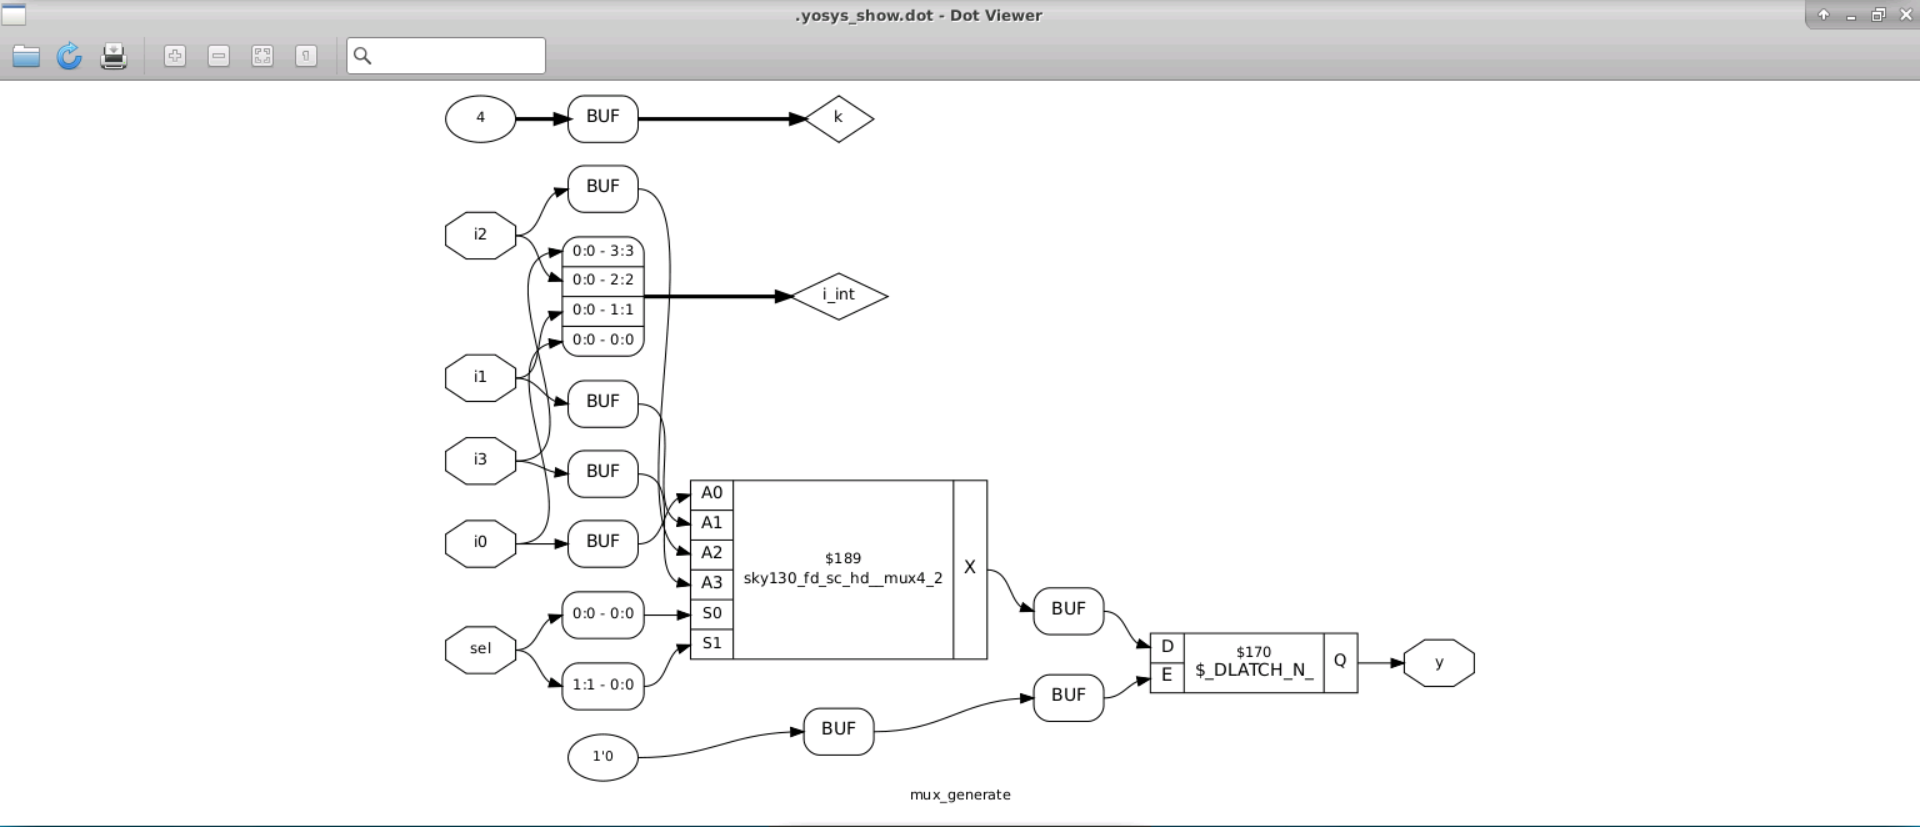 .yosys_show.dot - Dot Viewer
4
BUF
k
BUF
i2
0:0 - 3:3
0:0 - 2:2
0:0 - 1:1
0:0 - 0:0
i_int
i1
BUF
i3
BUF
i0
BUF
A0
A1
A2
A3
S0
S1
$189
sky130_fd_sc_hd__mux4_2
X
sel
0:0 - 0:0
1:1 - 0:0
BUF
D
E
$170
$_DLATCH_N_
Q
y
BUF
1'0
BUF
mux_generate